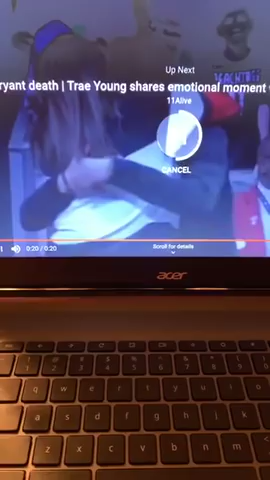 Up Next
ryant death | Trae Young shares emotional moment
11Alive
CANCEL
0:20 / 0:20
Scroll for details
acer
q w e r t y u i o
a s d f g h j k
z x c v b n m